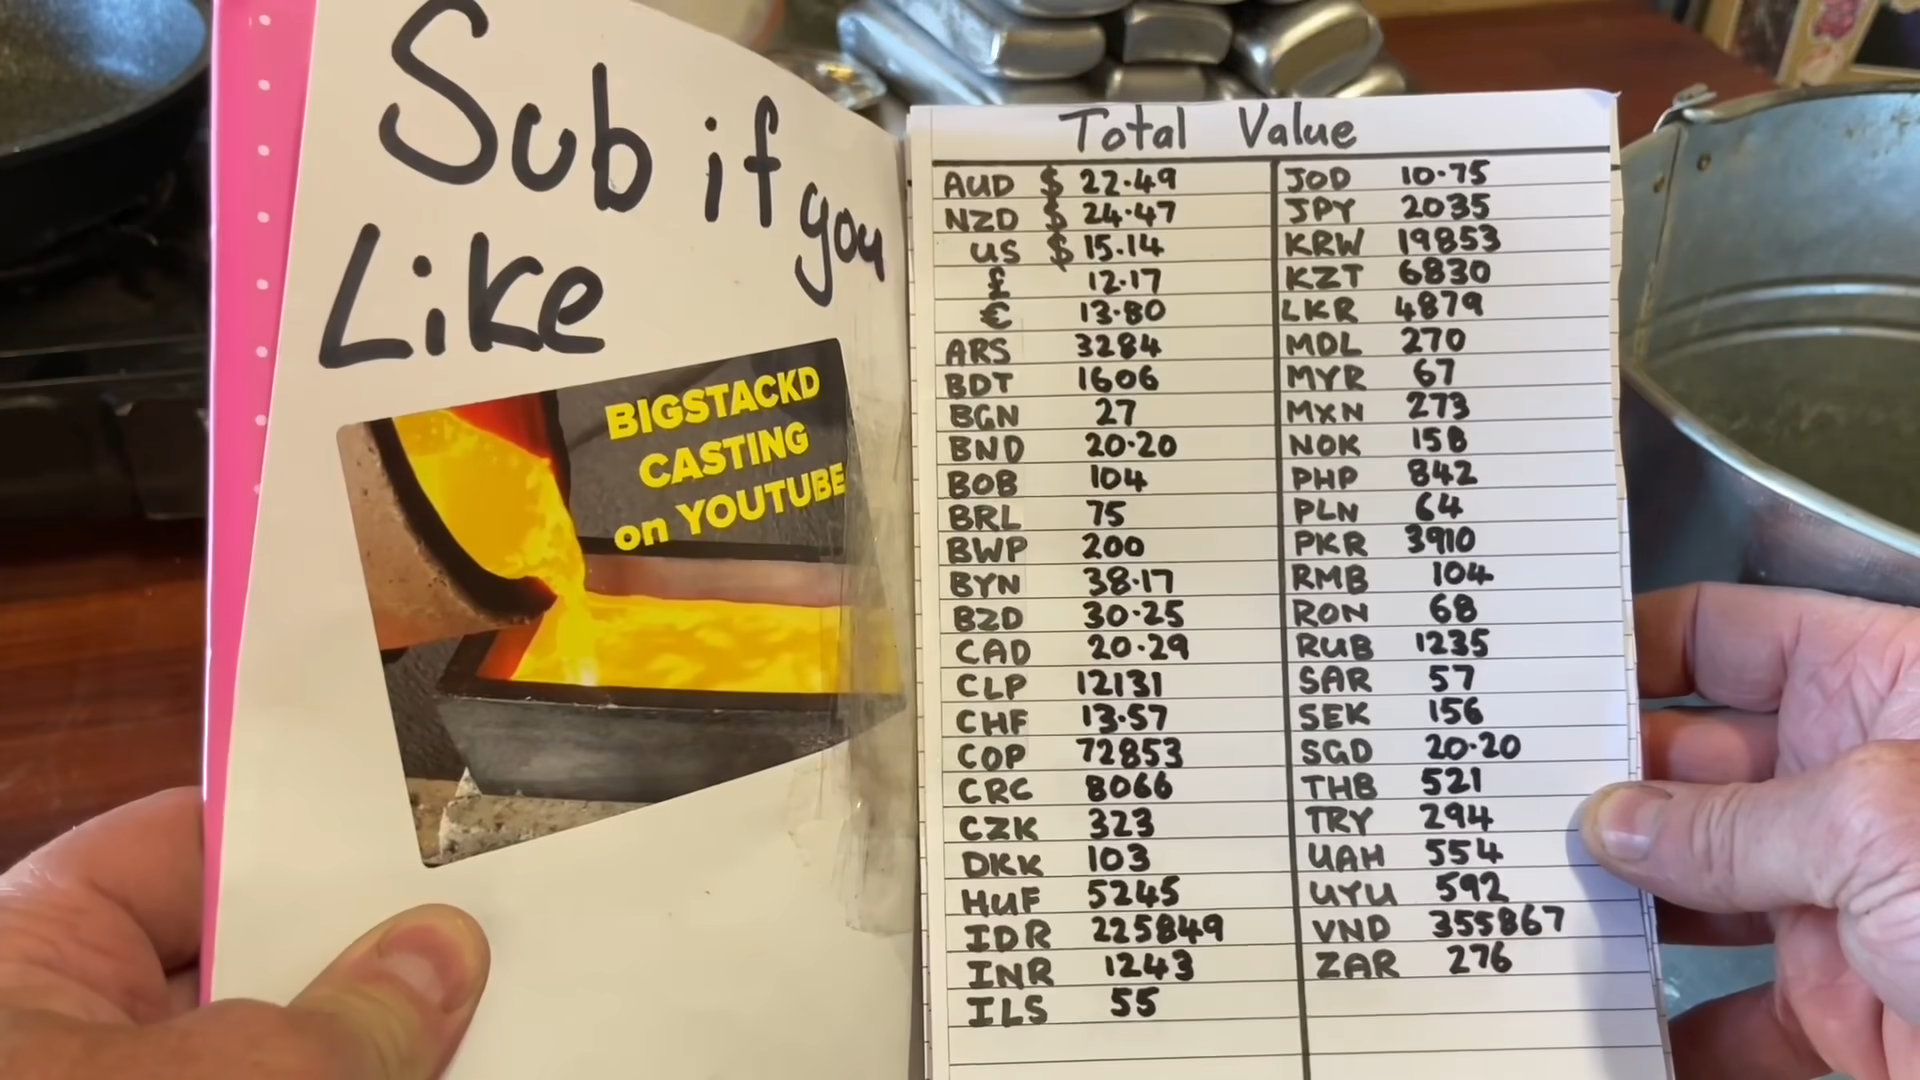 Sub if you
Like
BIGSTACKD
CASTING
on YOUTUBE
Total Value
AUD $ 22.49
NZD $ 24.47
US $ 15.14
£ 12.17
€ 13.80
ARS 3284
BDT 1606
BGN 27
BND 20.20
BOB 104
BRL 75
BWP 200
BYN 38.17
BZD 30.25
CAD 20.29
CLP 12131
CHF 13.57
COP 72853
CRC 8066
CZK 323
DKK 103
HUF 5245
IDR 225849
INR 1243
ILS 55
JOD 10.75
JPY 2035
KRW 19853
KZT 6830
LKR 4879
MDL 270
MYR 67
MXN 273
NOK 158
PHP 842
PLN 64
PKR 3910
RMB 104
RON 68
RUB 1235
SAR 57
SEK 156
SGD 20.20
THB 521
TRY 294
UAH 554
UYU 592
VND 355867
ZAR 276